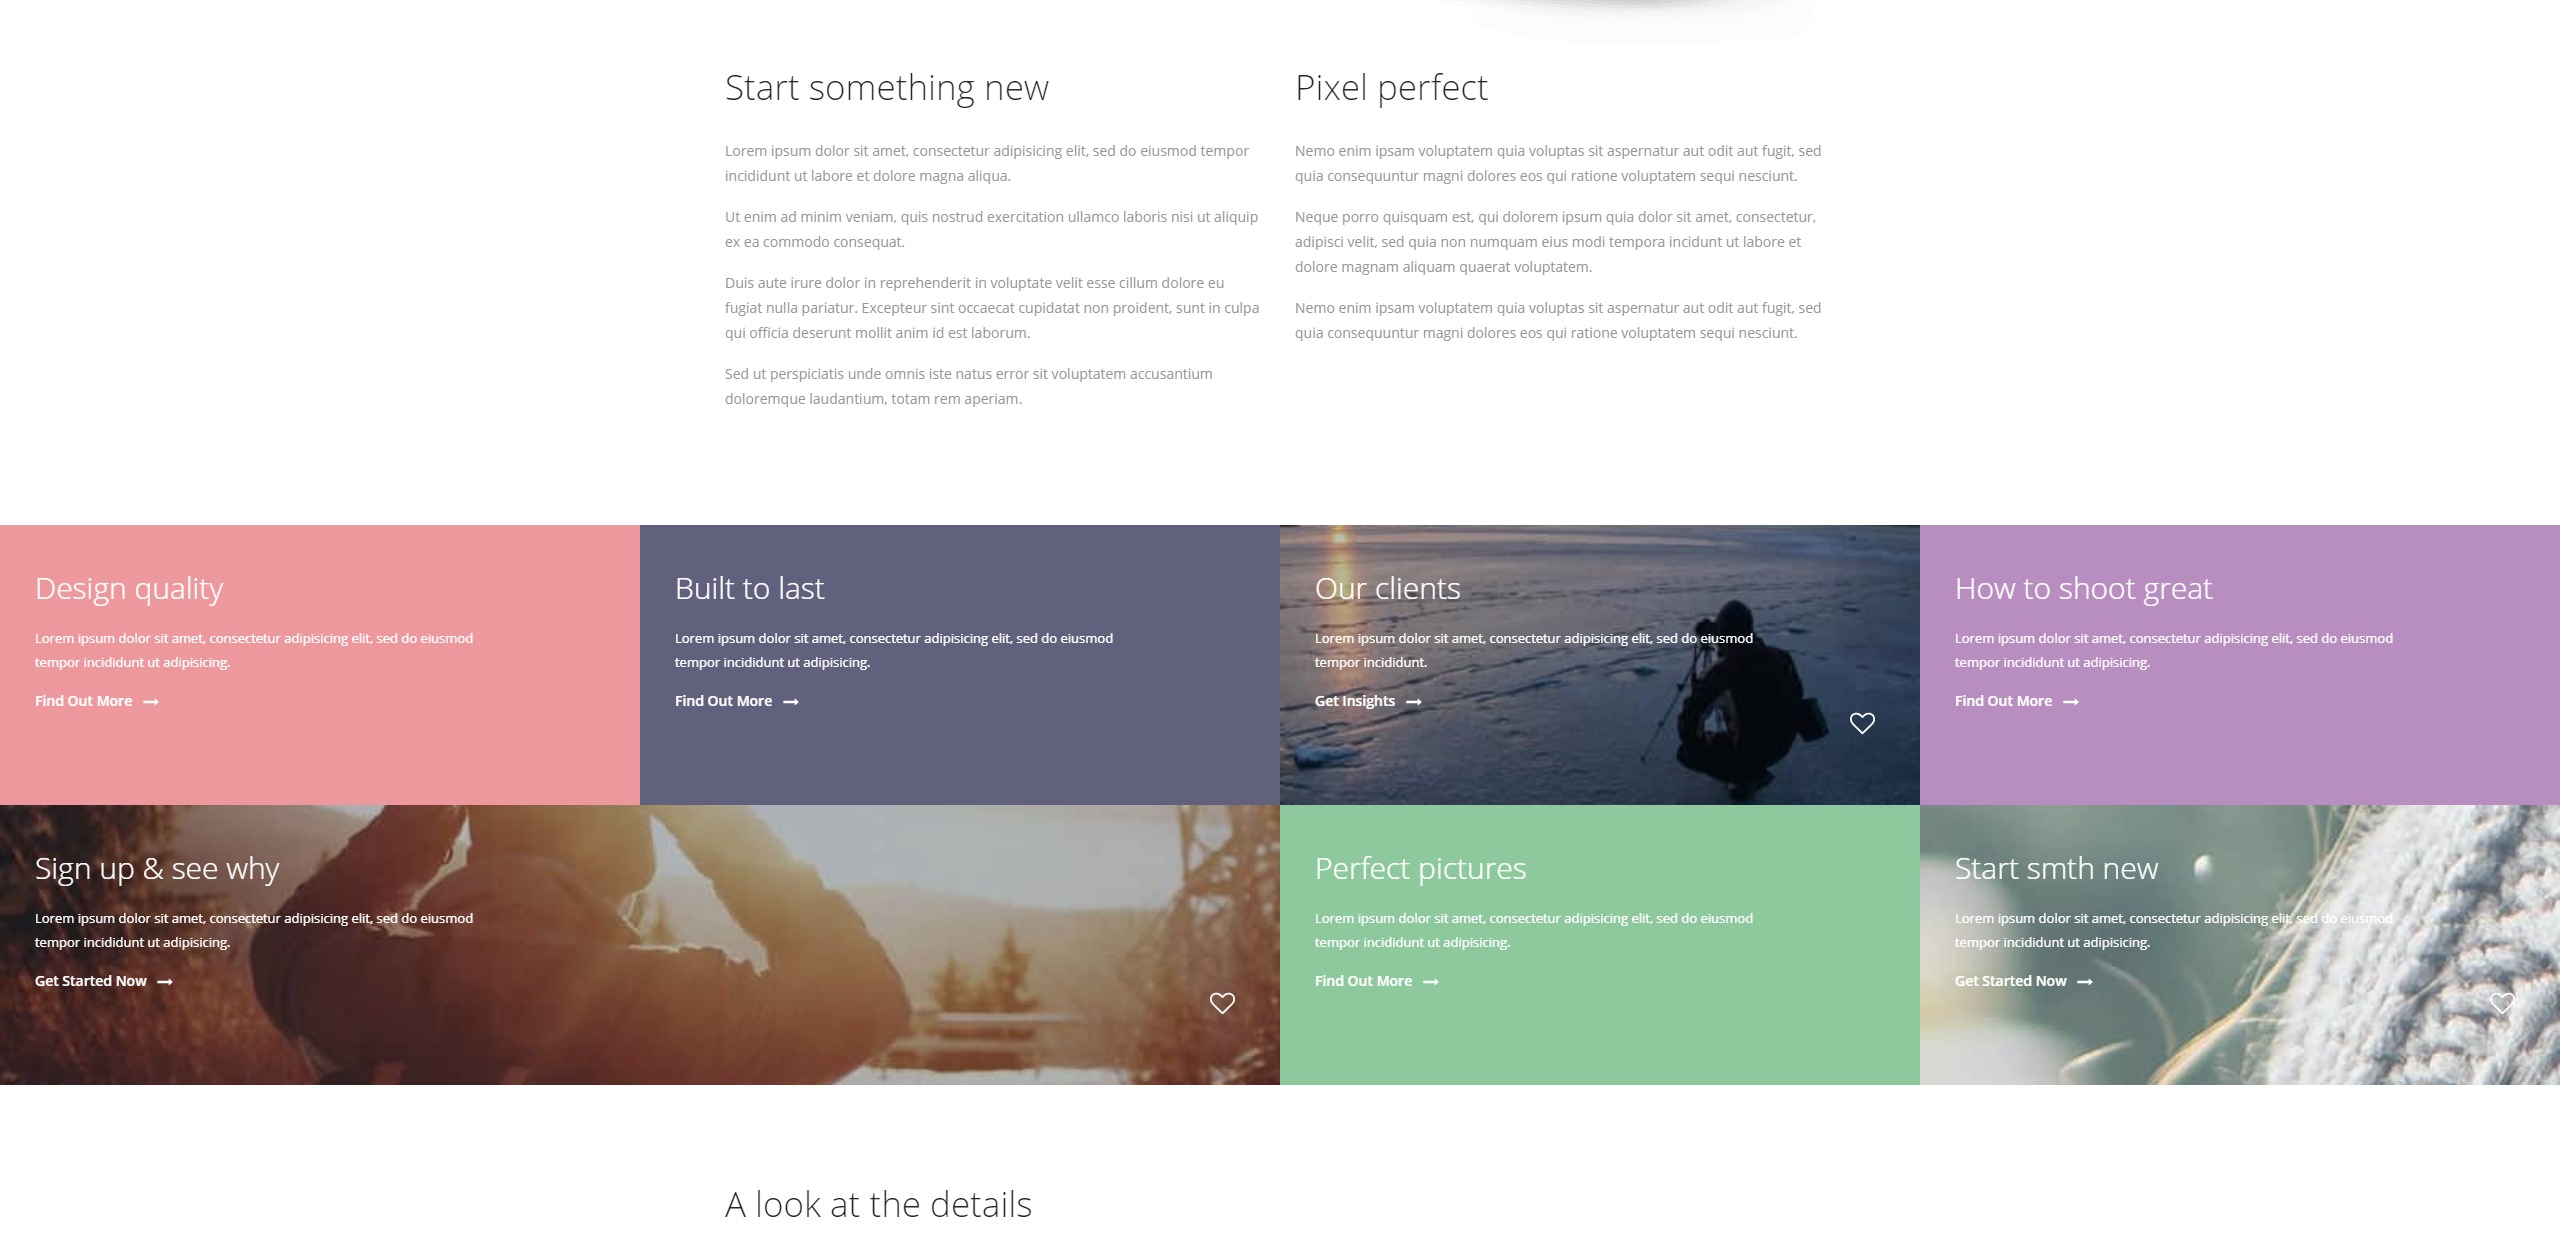 Start something new
Lorem ipsum dolor sit amet, consectetur adipisicing elit, sed do eiusmod tempor
incididunt ut labore et dolore magna aliqua.
Ut enim ad minim veniam, quis nostrud exercitation ullamco laboris nisi ut aliquip
ex ea commodo consequat.
Duis aute irure dolor in reprehenderit in voluptate velit esse cillum dolore eu
fugiat nulla pariatur. Excepteur sint occaecat cupidatat non proident, sunt in culpa
qui officia deserunt mollit anim id est laborum.
Sed ut perspiciatis unde omnis iste natus error sit voluptatem accusantium
doloremque laudantium, totam rem aperiam.
Pixel perfect
Nemo enim ipsam voluptatem quia voluptas sit aspernatur aut odit aut fugit, sed
quia consequuntur magni dolores eos qui ratione voluptatem sequi nesciunt.
Neque porro quisquam est, qui dolorem ipsum quia dolor sit amet, consectetur,
adipisci velit, sed quia non numquam eius modi tempora incidunt ut labore et
dolore magnam aliquam quaerat voluptatem.
Nemo enim ipsam voluptatem quia voluptas sit aspernatur aut odit aut fugit, sed
quia consequuntur magni dolores eos qui ratione voluptatem sequi nesciunt.
Design quality
Lorem ipsum dolor sit amet, consectetur adipisicing elit, sed do eiusmod
tempor incididunt ut adipisicing.
Find Out More
Built to last
Lorem ipsum dolor sit amet, consectetur adipisicing elit, sed do eiusmod
tempor incididunt ut adipisicing.
Find Out More
Our clients
Lorem ipsum dolor sit amet, consectetur adipisicing elit, sed do eiusmod
tempor incididunt.
Get Insights
How to shoot great
Lorem ipsum dolor sit amet, consectetur adipisicing elit, sed do eiusmod
tempor incididunt ut adipisicing.
Find Out More
Sign up & see why
Lorem ipsum dolor sit amet, consectetur adipisicing elit, sed do eiusmod
tempor incididunt ut adipisicing.
Get Started Now
Perfect pictures
Lorem ipsum dolor sit amet, consectetur adipisicing elit, sed do eiusmod
tempor incididunt ut adipisicing.
Find Out More
Start smth new
Lorem ipsum dolor sit amet, consectetur adipisicing elit, sed do eiusmod
tempor incididunt ut adipisicing.
Get Started Now
A look at the details